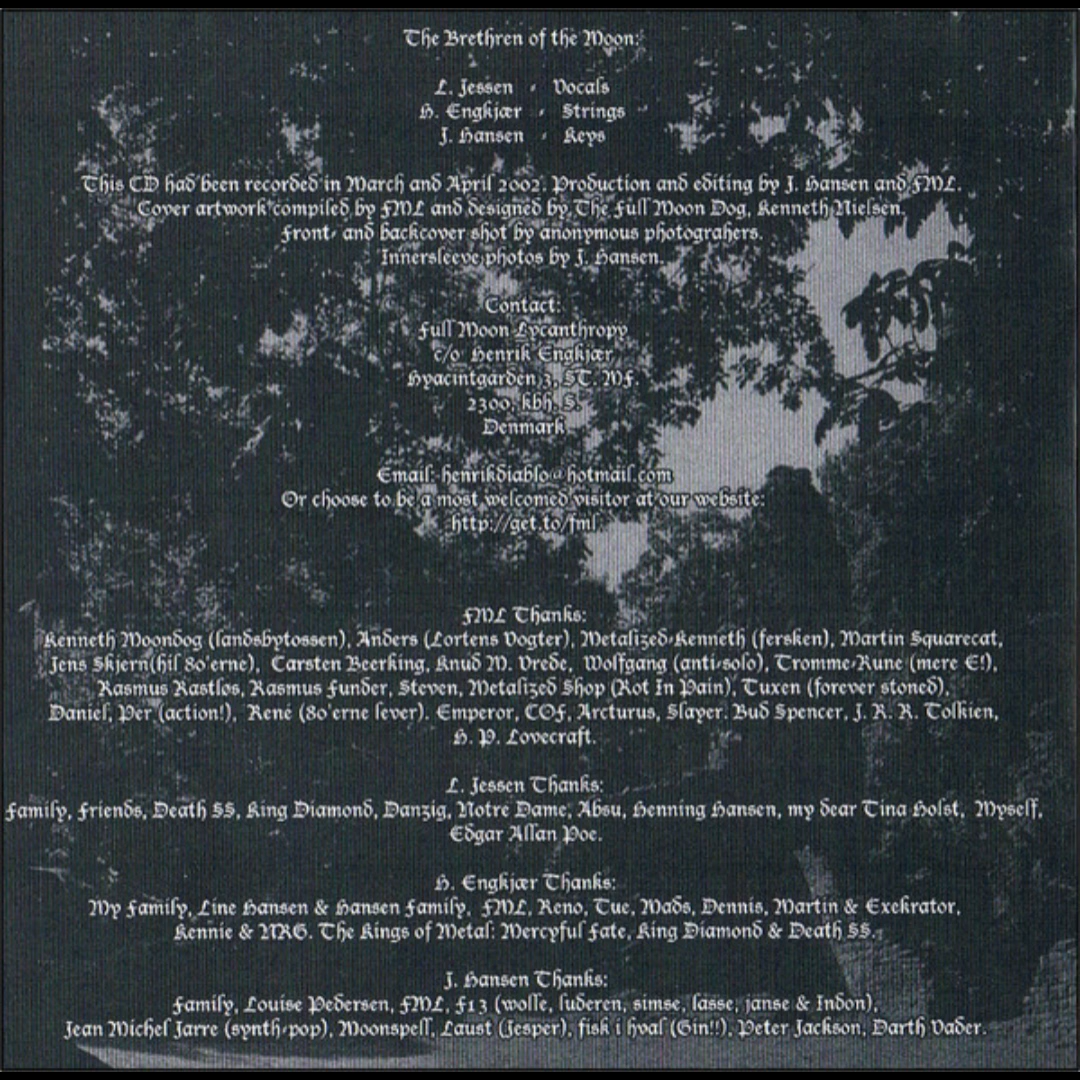 The Brethren of the Moon:
L. Jessen - Vocals
H. Engkjær - Strings
J. Hansen - Keys
This CD had been recorded in March and April 2002. Production and editing by J. Hansen and FML.
Cover artwork compiled by FML and designed by The Full Moon Dog, Kenneth Nielsen.
Front- and backcover shot by anonymous photograhers.
Innersleeve photos by J. Hansen.
Contact:
Full Moon Lycanthropy
c/o Henrik Engkjær
Hyacintgården 3, ST. Mf.
2300, kbh. S.
Denmark
Email: henrikdiablo@hotmail.com
Or choose to be a most welcomed visitor at our website:
http://get.to/fml
FML Thanks:
Kenneth Moondog (landsbytossen), Anders (Lortens Vogter), Metalized-Kenneth (fersken), Martin Squarecat,
Jens Skjern(hil 80'erne), Carsten Beerking, Knud M. Vrede, Wolfgang (anti-solo), Tromme-Rune (mere E!),
Rasmus Rastløs, Rasmus Funder, Steven, Metalized Shop (Rot In Pain), Tuxen (forever stoned),
Daniel, Per (action!), René (80'erne lever). Emperor, COF, Arcturus, Slayer. Bud Spencer, J. R. R. Tolkien,
H. P. Lovecraft.
L. Jessen Thanks:
Family, Friends, Death SS, King Diamond, Danzig, Notre Dame, Absu, Henning Hansen, my dear Tina Holst, Myself,
Edgar Allan Poe.
H. Engkjær Thanks:
My Family, Line Hansen & Hansen Family, FML, Reno, Tue, Mads, Dennis, Martin & Exekrator,
Kennie & NRG. The Kings of Metal: Mercyful Fate, King Diamond & Death SS.
J. Hansen Thanks:
Family, Louise Pedersen, FML, F13 (wolle, luderen, simse, lasse, janse & Indon),
Jean Michel Jarre (synth-pop), Moonspell, Laust (Jesper), fisk i hval (Gin!!), Peter Jackson, Darth Vader.